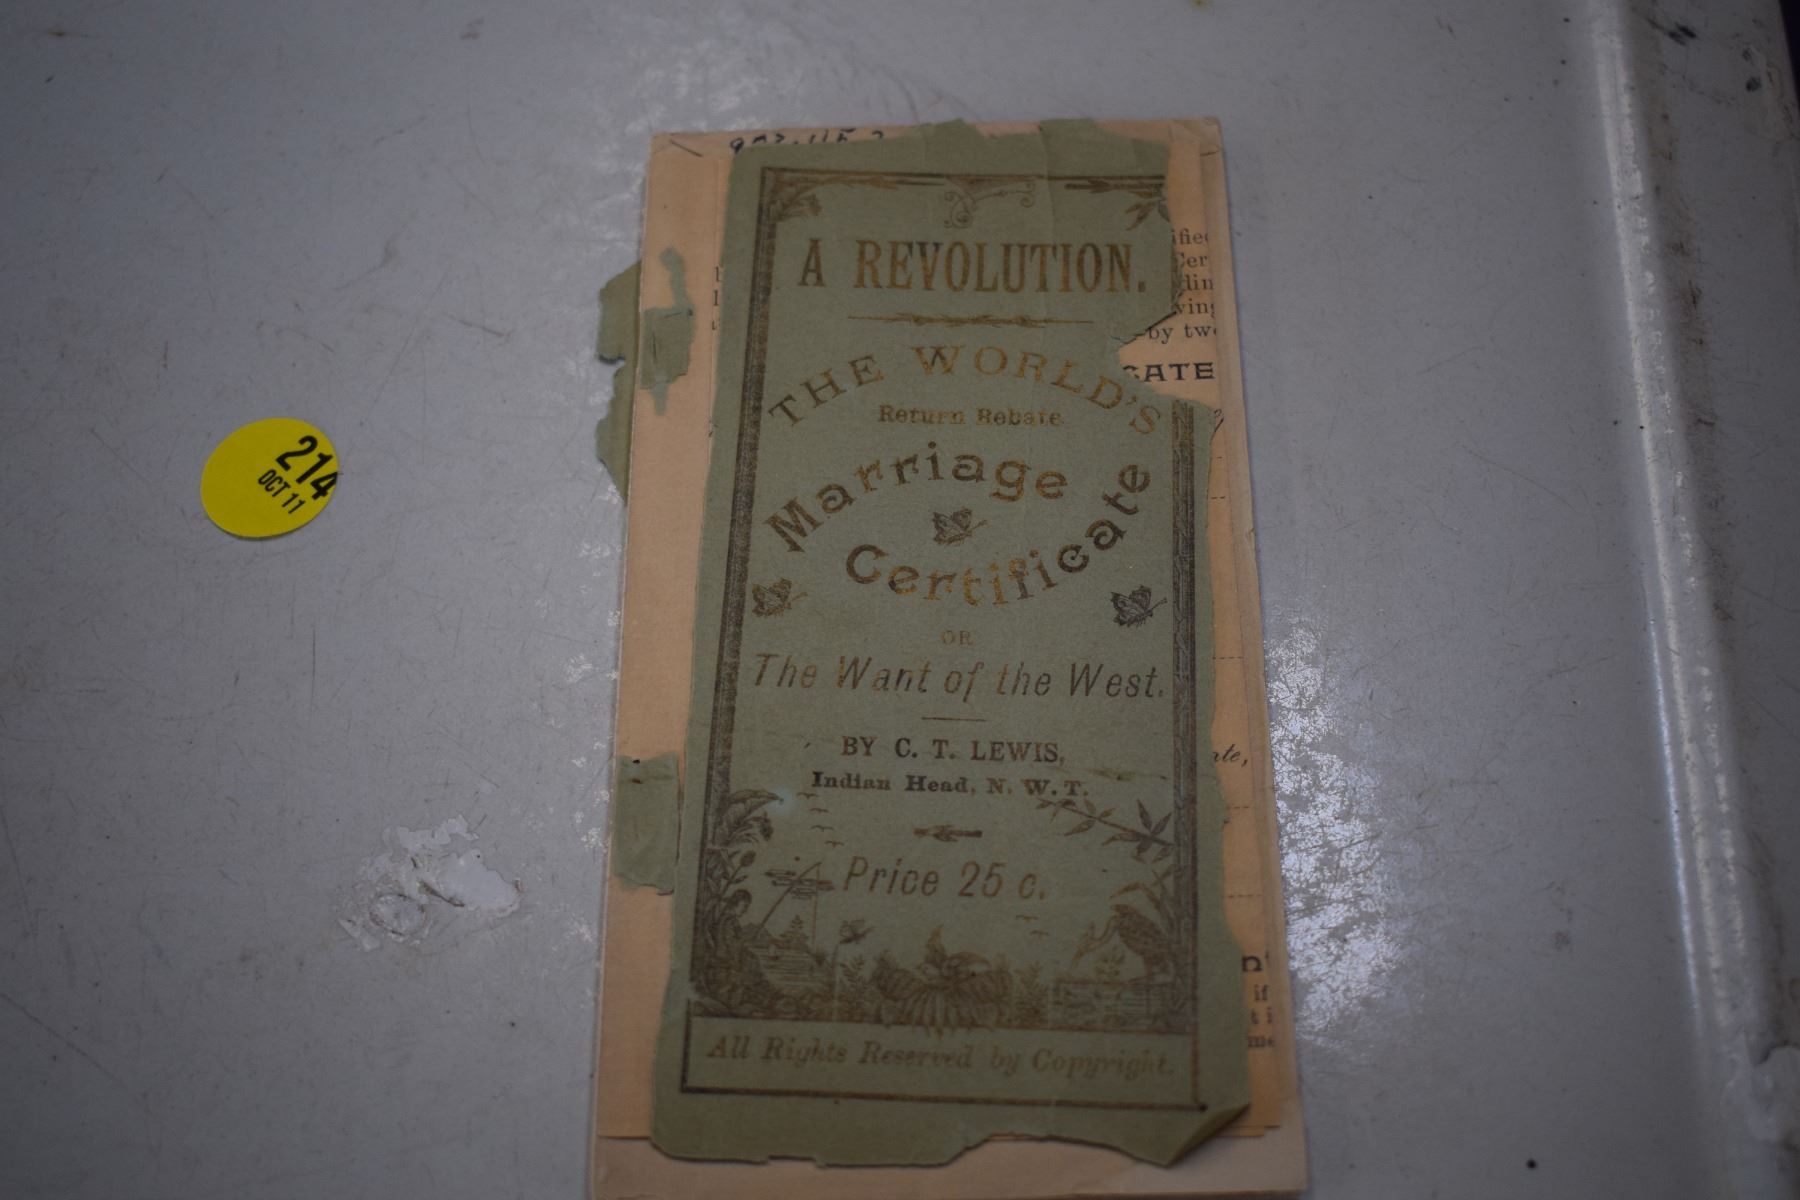 214
OCT 11
A REVOLUTION.
THE WORLD'S
Return Rebate
Marriage
Certificate
OR
The Want of the West.
BY C. T. LEWIS,
Indian Head, N. W. T.
Price 25 c.
All Rights Reserved by Copyright.
by tw
CATE